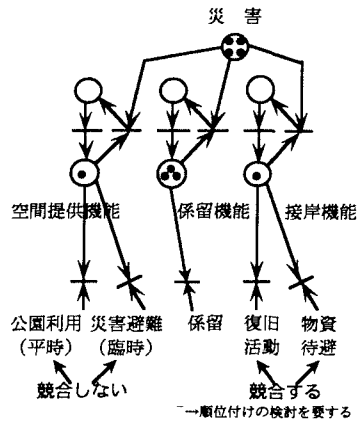 災 害
空間提供機能 係留機能 接岸機能
公園利用 災害避難 係留 復旧 物資
(平時) (臨時) 活動 待避
競合しない 競合する
→順位付けの検討を要する